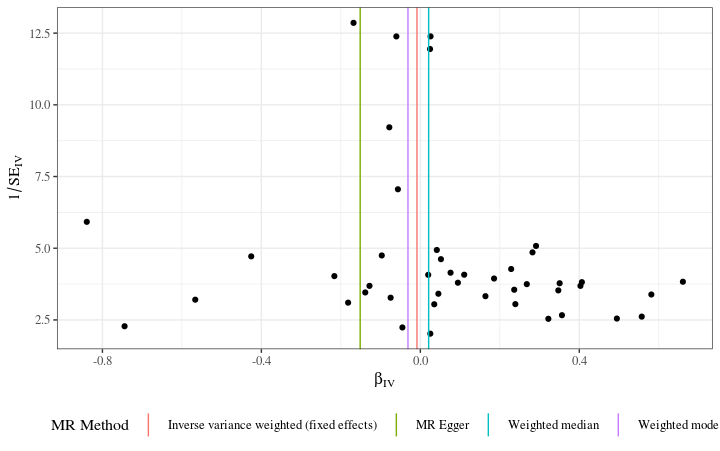 12.5
10.0
7.5
5.0
2.5
1/SE_IV
-0.8 -0.4 0.0 0.4
β_IV
MR Method Inverse variance weighted (fixed effects) MR Egger Weighted median Weighted mode